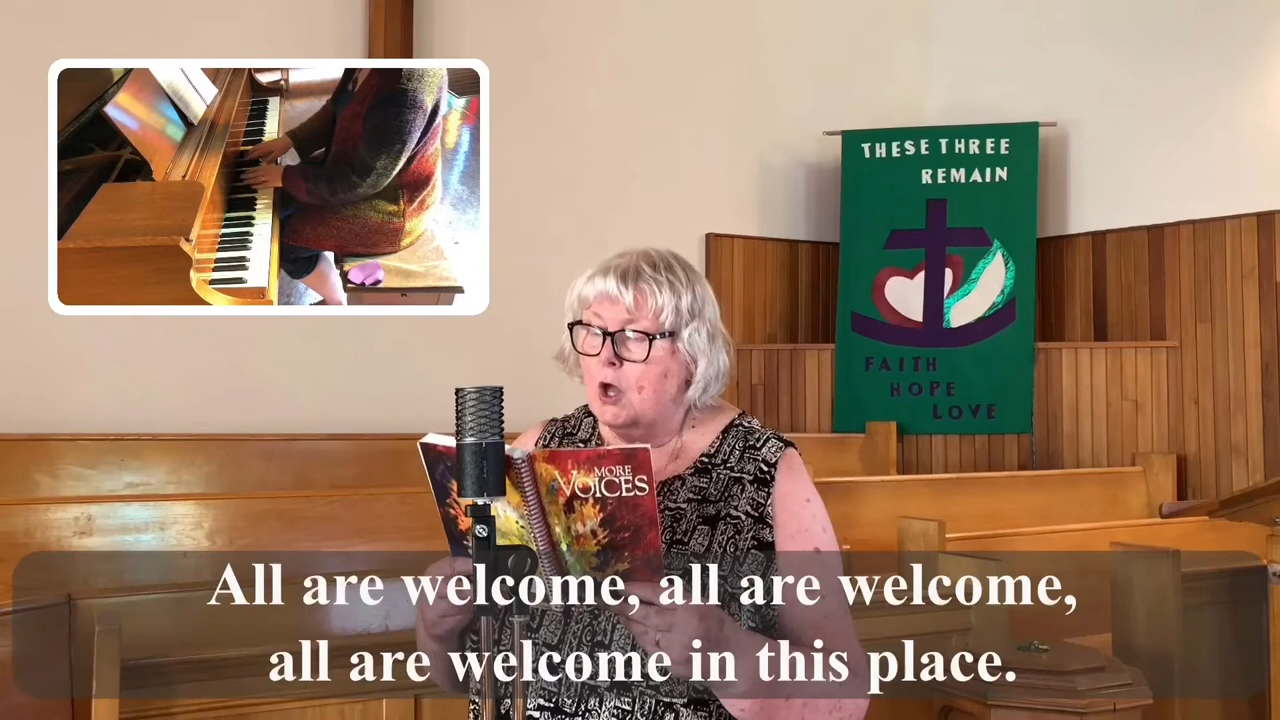 THESE THREE
REMAIN
FAITH
HOPE
LOVE
MORE
VOICES
All are welcome, all are welcome,
all are welcome in this place.